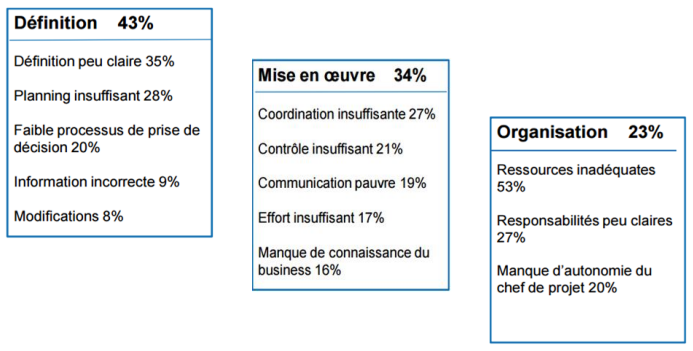 Définition 43%
Définition peu claire 35%
Planning insuffisant 28%
Faible processus de prise de
décision 20%
Information incorrecte 9%
Modifications 8%
Mise en œuvre 34%
Coordination insuffisante 27%
Contrôle insuffisant 21%
Communication pauvre 19%
Effort insuffisant 17%
Manque de connaissance du
business 16%
Organisation 23%
Ressources inadéquates
53%
Responsabilités peu claires
27%
Manque d'autonomie du
chef de projet 20%